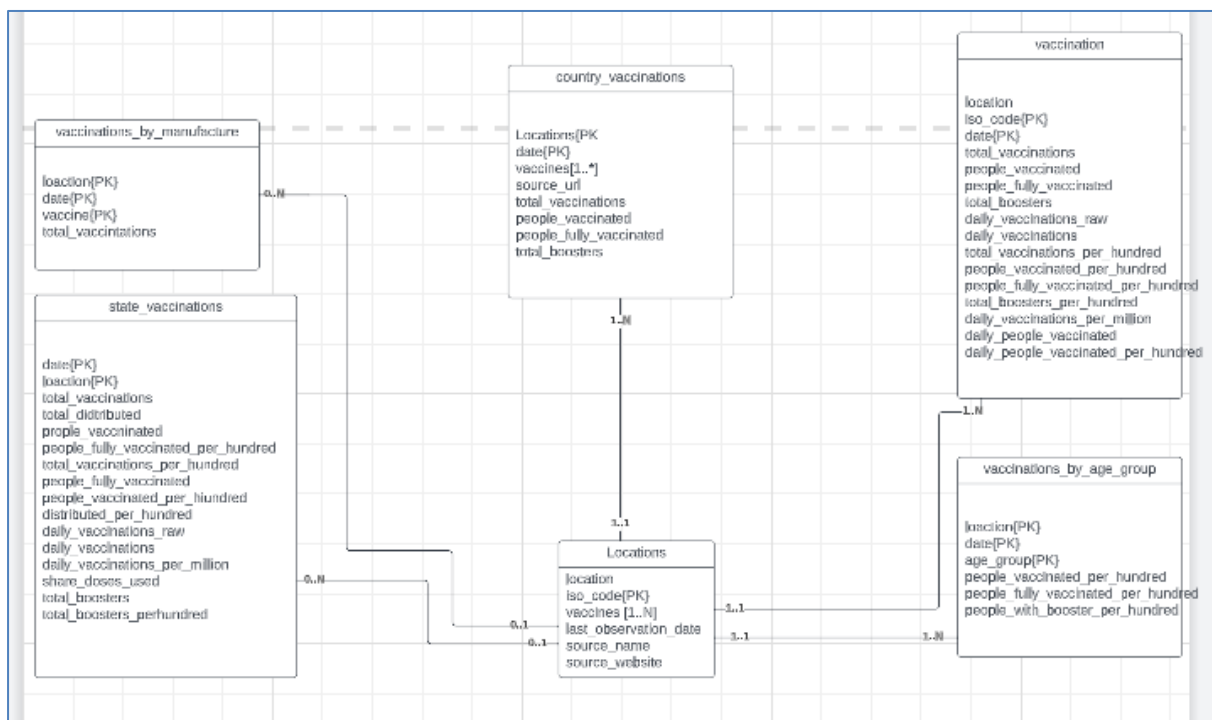 vaccinations_by_manufacture
loaction{PK}
date{PK}
vaccine{PK}
total_vaccintations
0..N
state_vaccinations
date{PK}
loaction{PK}
total_vaccinations
total_didtributed
prople_vaccninated
people_fully_vaccinated_per_hundred
total_vaccinations_per_hundred
people_fully_vaccinated
people_vaccinated_per_hiundred
distributed_per_hundred
daily_vaccinations_raw
daily_vaccinations
daily_vaccinations_per_million
share_doses_used
total_boosters
total_boosters_perhundred
0..N
country_vaccinations
Locations{PK
date{PK}
vaccines[1..*]
source_url
total_vaccinations
people_vaccinated
people_fully_vaccinated
total_boosters
1..N
1..1
Locations
location
iso_code{PK}
vaccines [1..N]
last_observation_date
source_name
source_website
0..1
0..1
1..1
1..1
vaccination
location
iso_code{PK}
date{PK}
total_vaccinations
people_vaccinated
people_fully_vaccinated
total_boosters
daily_vaccinations_raw
daily_vaccinations
total_vaccinations_per_hundred
people_vaccinated_per_hundred
people_fully_vaccinated_per_hundred
total_boosters_per_hundred
daily_vaccinations_per_million
daily_people_vaccinated
daily_people_vaccinated_per_hundred
1..N
vaccinations_by_age_group
loaction{PK}
date{PK}
age_group{PK}
people_vaccinated_per_hundred
people_fully_vaccinated_per_hundred
people_with_booster_per_hundred
1..N